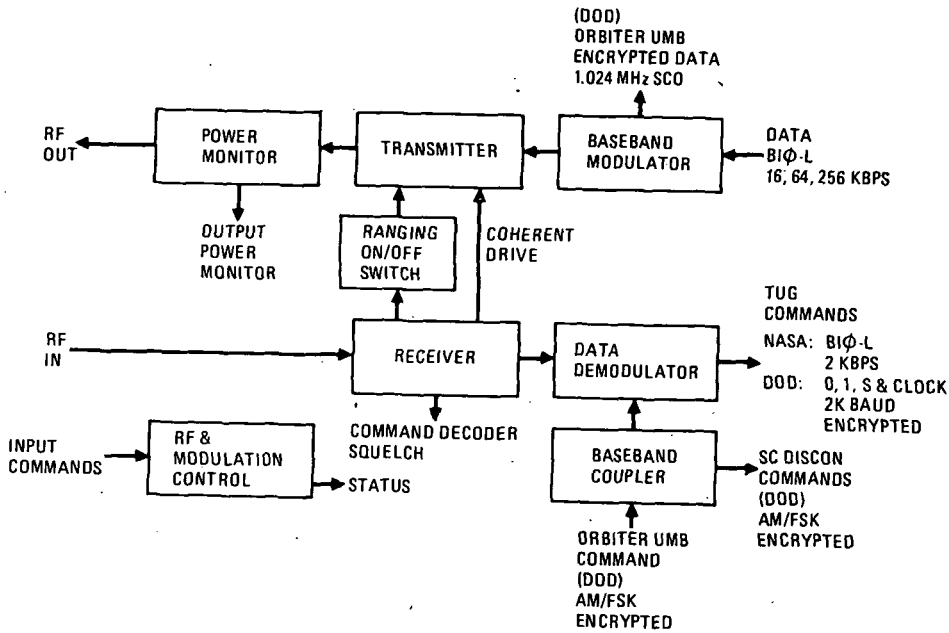 (DOD)
ORBITER UMB
ENCRYPTED DATA
1.024 MHz SCO
RF
OUT
POWER
MONITOR
TRANSMITTER
BASEBAND
MODULATOR
DATA
BIϕ-L
16, 64, 256 KBPS
OUTPUT
POWER
MONITOR
RANGING
ON/OFF
SWITCH
COHERENT
DRIVE
RF
IN
RECEIVER
DATA
DEMODULATOR
TUG
COMMANDS
NASA: BIϕ-L
2 KBPS
DOD: 0, 1, S & CLOCK
2K BAUD
ENCRYPTED
COMMAND DECODER
SQUELCH
INPUT
COMMANDS
RF &
MODULATION
CONTROL
STATUS
BASEBAND
COUPLER
SC DISCON
COMMANDS
(DOD)
AM/FSK
ENCRYPTED
ORBITER UMB
COMMAND
(DOD)
AM/FSK
ENCRYPTED